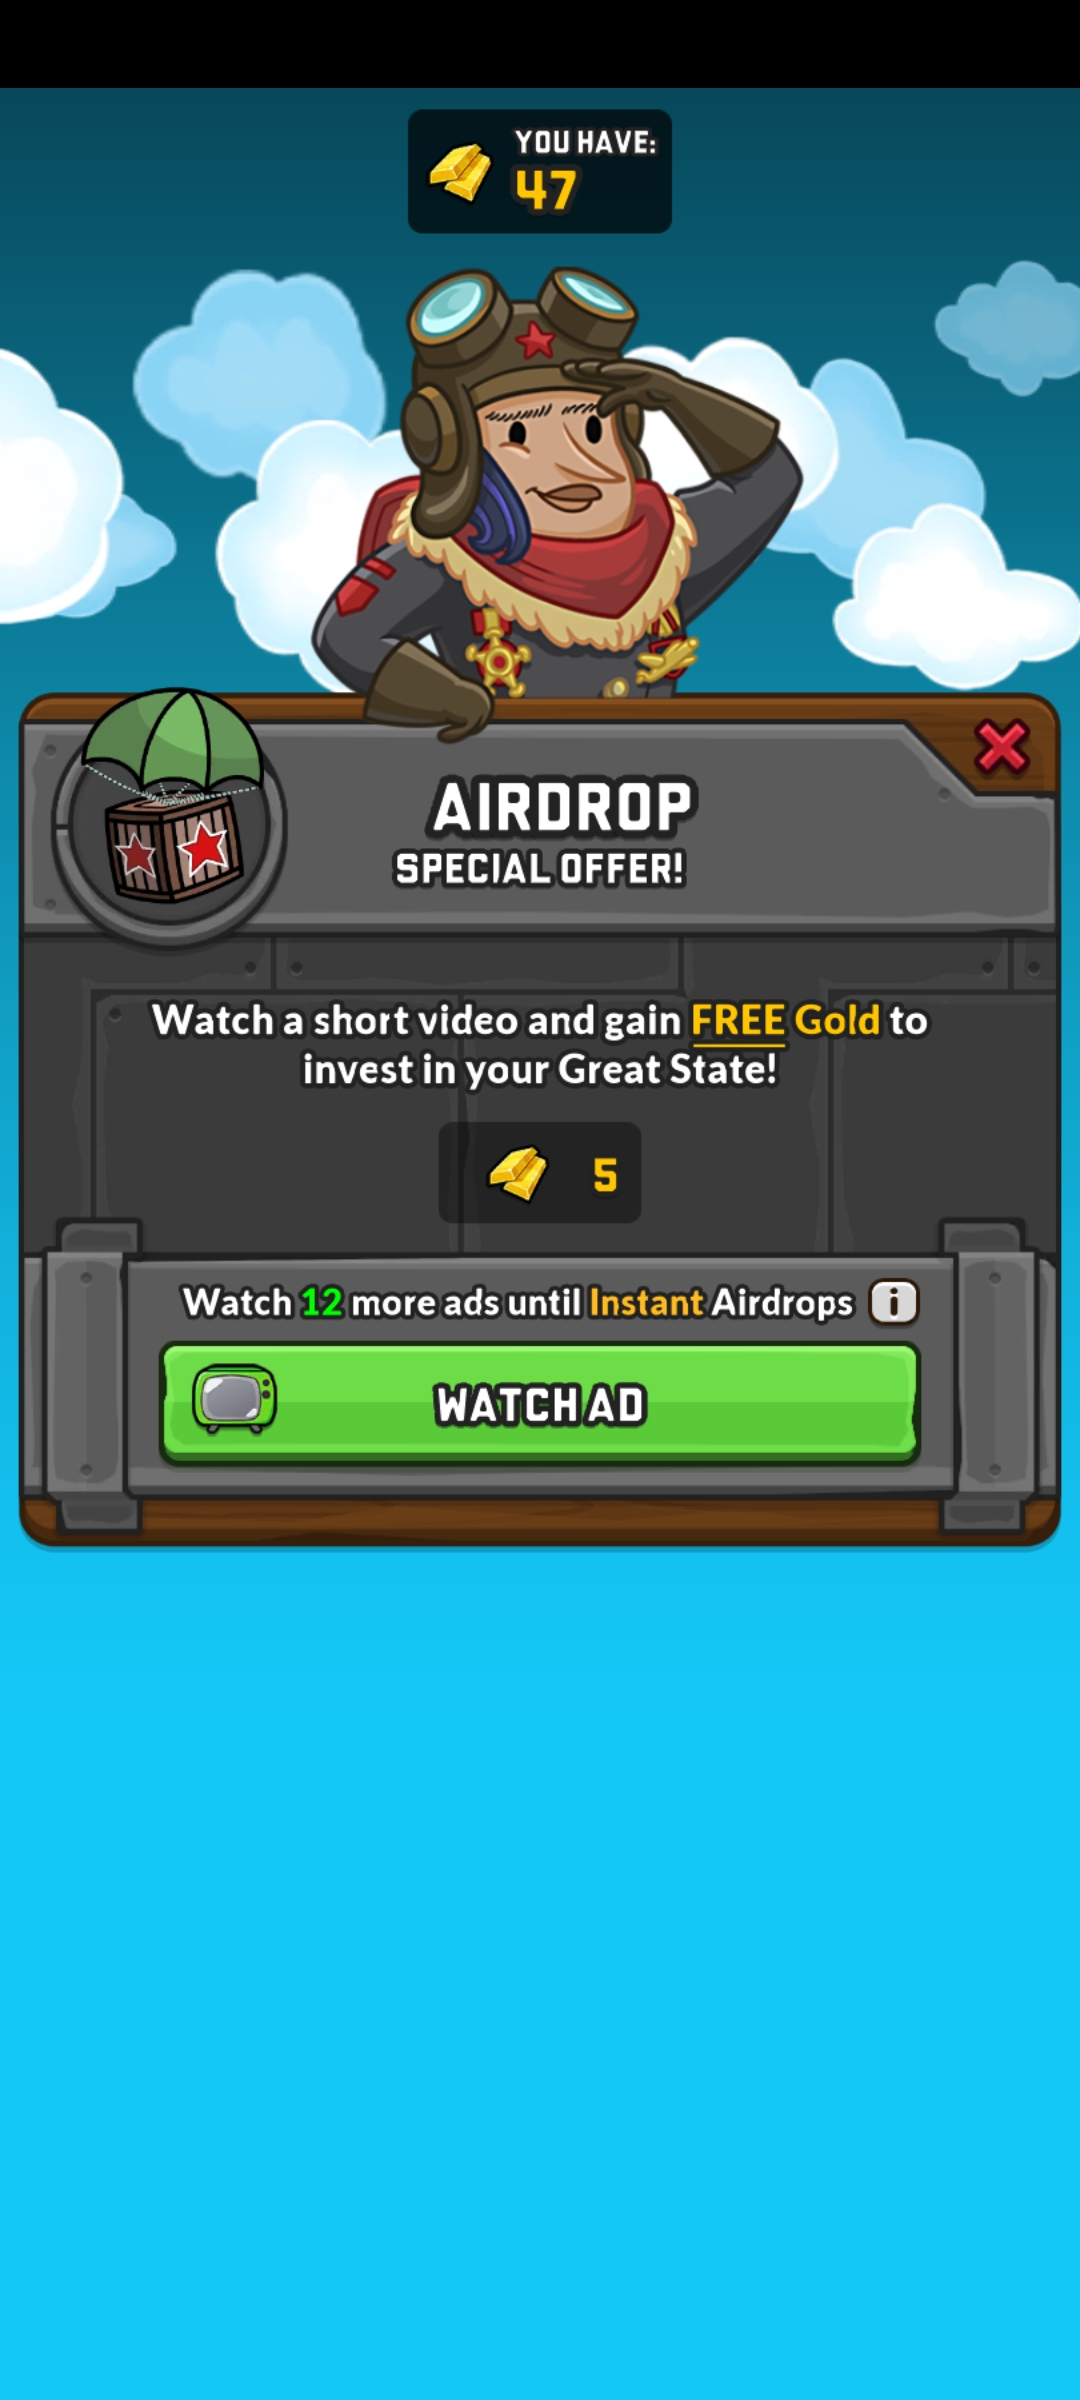 YOU HAVE:
47
AIRDROP
SPECIAL OFFER!
Watch a short video and gain FREE Gold to
invest in your Great State!
5
Watch 12 more ads until Instant Airdrops i
WATCH AD